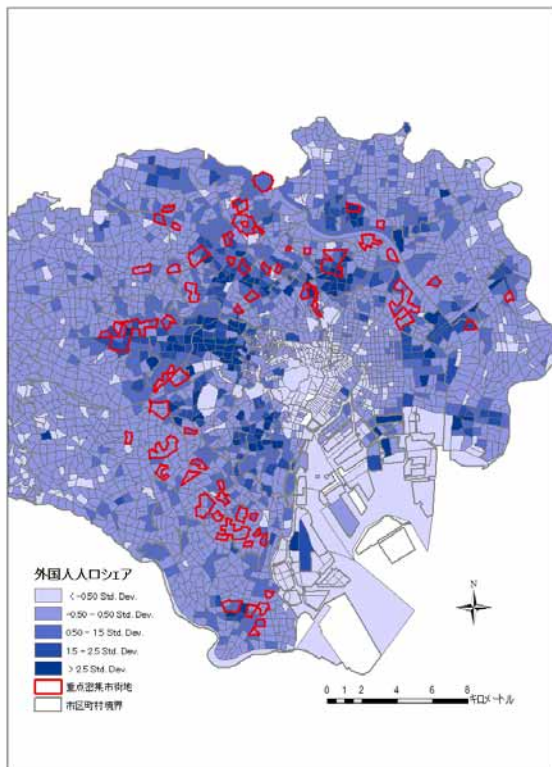 外国人人口シェア
< -0.50 Std. Dev.
-0.50 - 0.50 Std. Dev.
0.50 - 1.5 Std. Dev.
1.5 - 2.5 Std. Dev.
> 2.5 Std. Dev.
重点密集市街地
市区町村境界
N
0 1 2 4 6 8
キロメートル